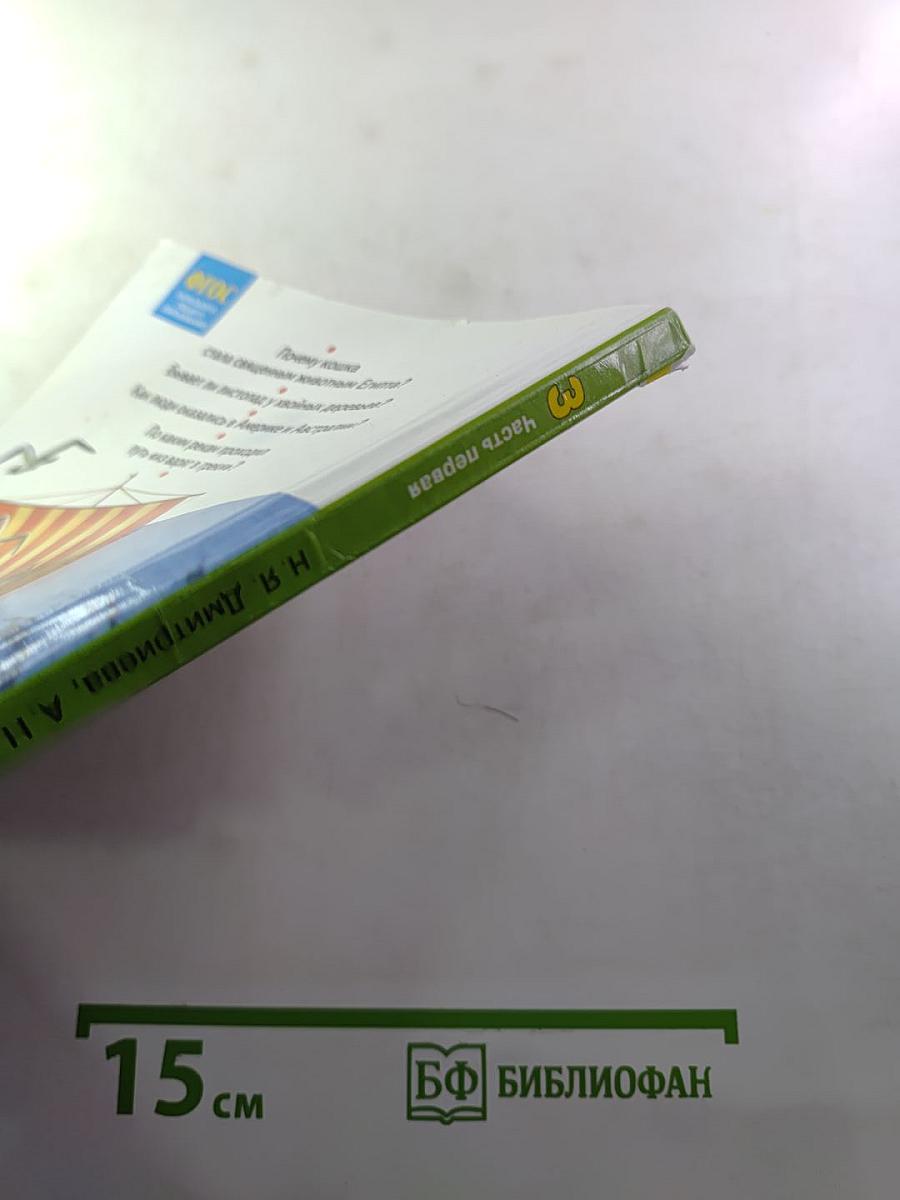 ФГОС
Почему кошка
стала священным животным Египта?
Бывает ли листопад у хвойных деревьев?
Как люди оказались в Америке и Австралии?
По каким рекам проходил
путь «из варяг в греки»?
3
Часть первая
Н.Я. Дмитриева, А.Н
15 см
БФ БИБЛИОФАН